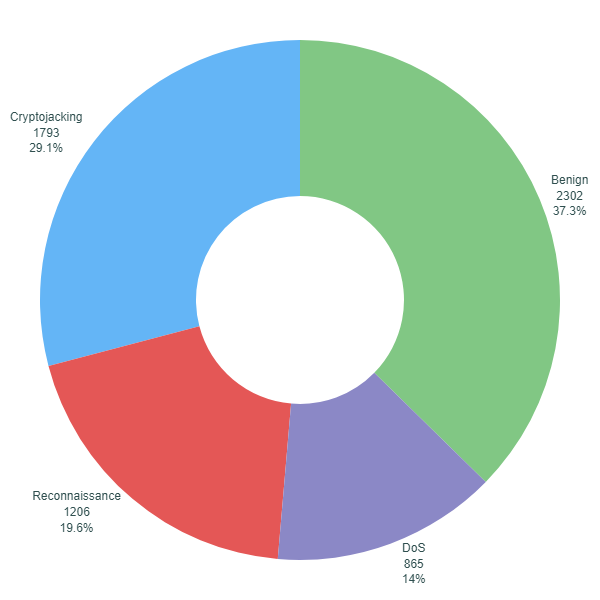 Cryptojacking
1793
29.1%
Benign
2302
37.3%
Reconnaissance
1206
19.6%
DoS
865
14%